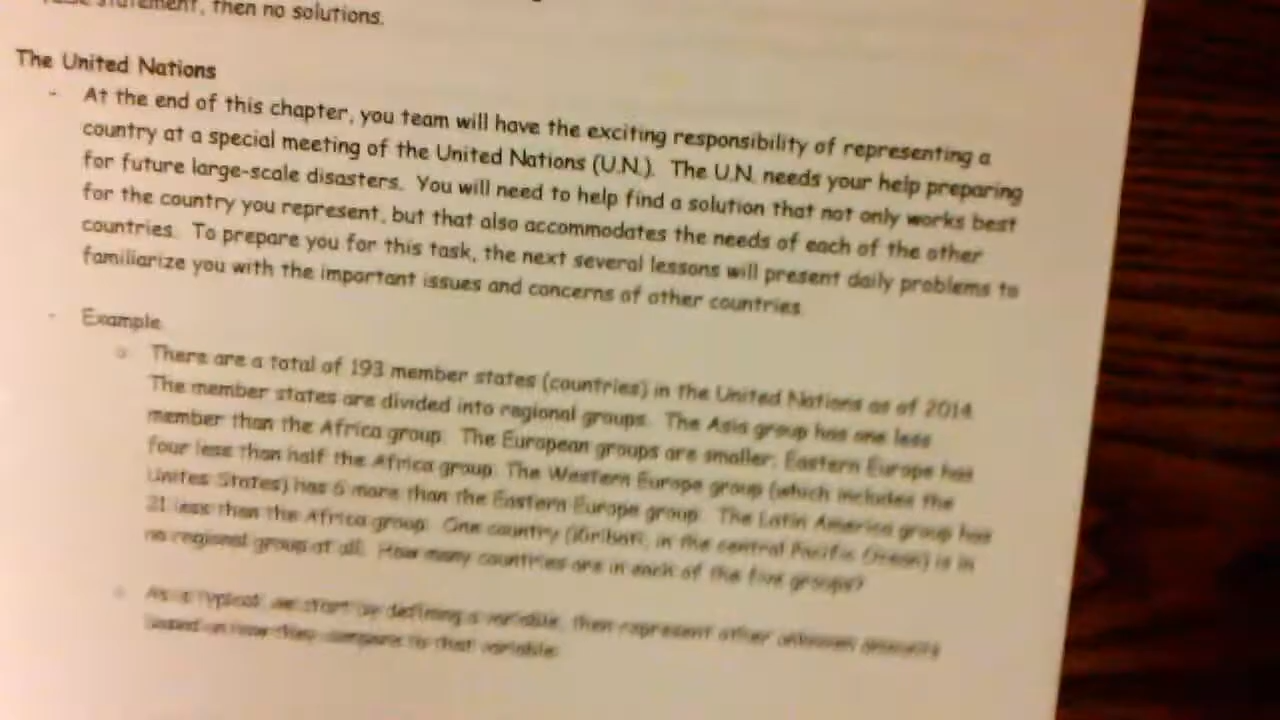 statement, then no solutions.
The United Nations
- At the end of this chapter, you team will have the exciting responsibility of representing a
country at a special meeting of the United Nations (U.N.). The U.N. needs your help preparing
for future large-scale disasters. You will need to help find a solution that not only works best
for the country you represent, but that also accommodates the needs of each of the other
countries. To prepare you for this task, the next several lessons will present daily problems to
familiarize you with the important issues and concerns of other countries.
- Example
o There are a total of 193 member states (countries) in the United Nations as of 2014.
The member states are divided into regional groups. The Asia group has one less
member than the Africa group. The European groups are smaller: Eastern Europe has
four less than half the Africa group. The Western Europe group (which includes the
Unites States) has 6 more than the Eastern Europe group. The Latin America group has
21 less than the Africa group. One country (Kiribati, in the central Pacific Ocean) is in
no regional group at all. How many countries are in each of the five groups?
o As is typical, we start by defining a variable, then represent other unknown amounts
based on how they compare to that variable.